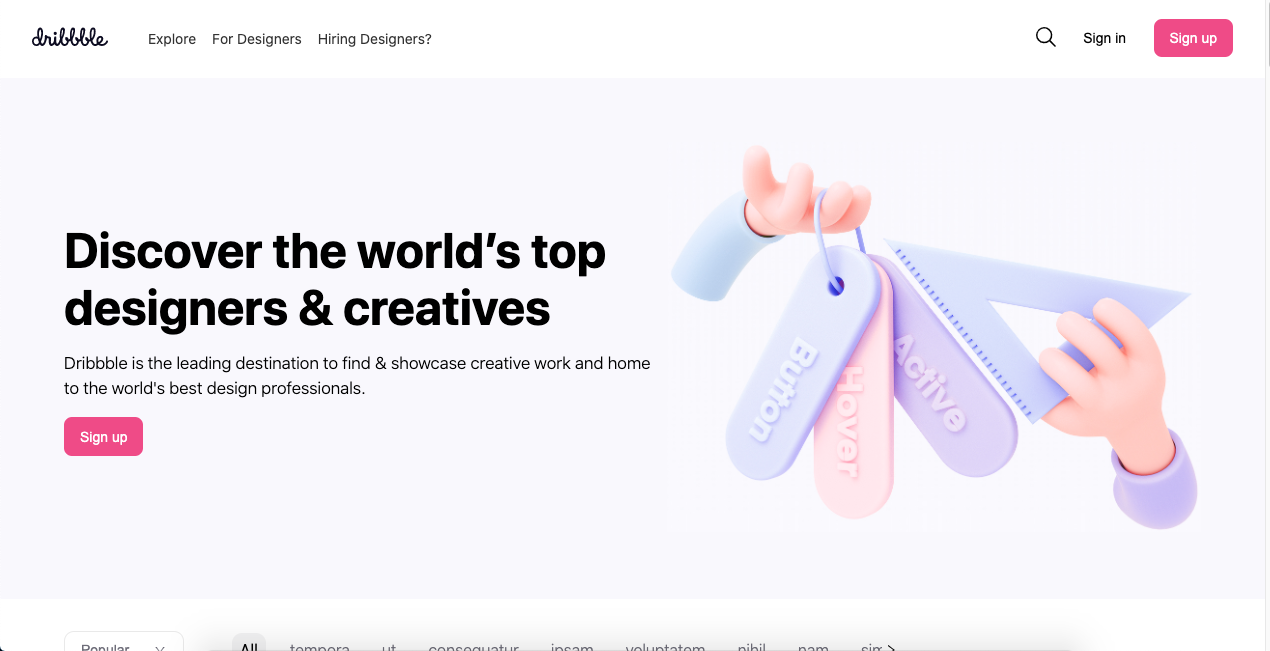 dribbble
Explore For Designers Hiring Designers?
Sign in
Sign up
Discover the world’s top
designers & creatives
Dribbble is the leading destination to find & showcase creative work and home
to the world's best design professionals.
Sign up
Button
Hover
Active
Popular
All tempora ut consequatur ipsam voluptatem nihil nam sim